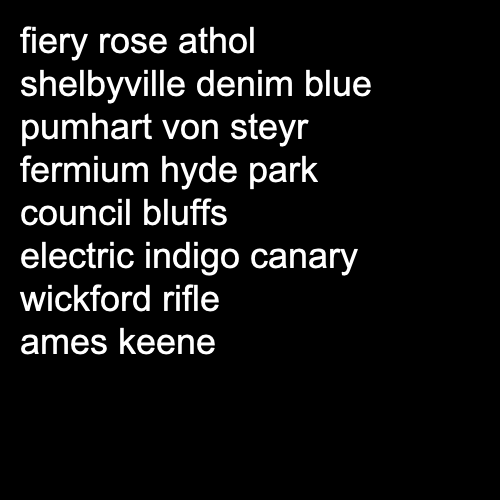 fiery rose athol
shelbyville denim blue
pumhart von steyr
fermium hyde park
council bluffs
electric indigo canary
wickford rifle
ames keene